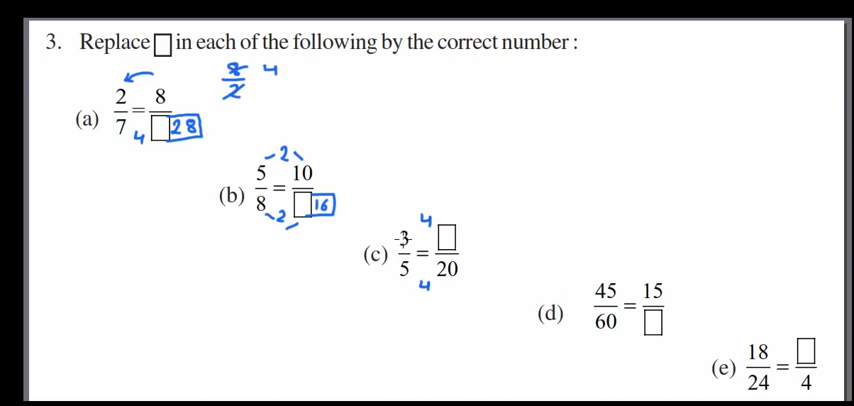 3. Replace □ in each of the following by the correct number :
8/2 4
(a) 2/7 = 8/□ 28
4
2
(b) 5/8 = 10/□ 16
2
4
(c) 3/5 = □/20
4
(d) 45/60 = 15/□
(e) 18/24 = □/4